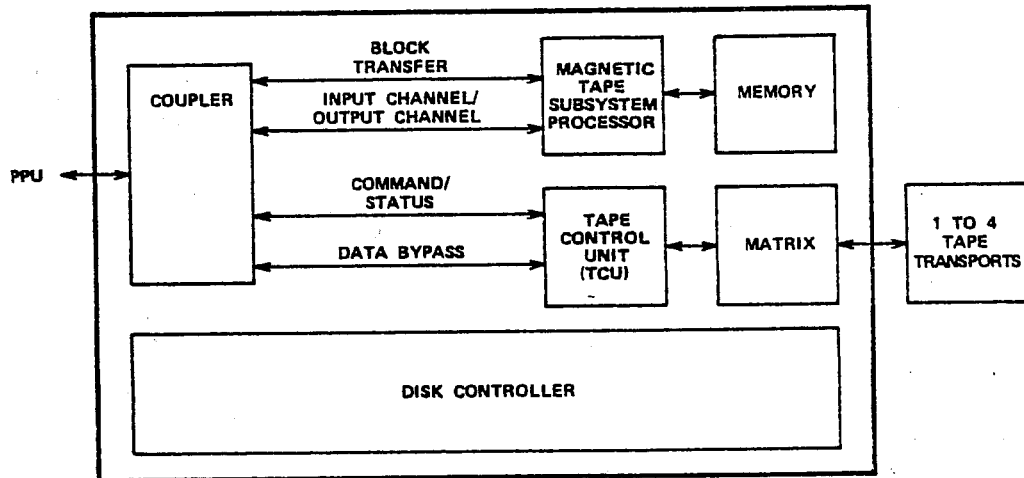 BLOCK
TRANSFER
INPUT CHANNEL/
OUTPUT CHANNEL
COUPLER
MAGNETIC
TAPE
SUBSYSTEM
PROCESSOR
MEMORY
PPU
COMMAND/
STATUS
DATA BYPASS
TAPE
CONTROL
UNIT
(TCU)
MATRIX
1 TO 4
TAPE
TRANSPORTS
DISK CONTROLLER